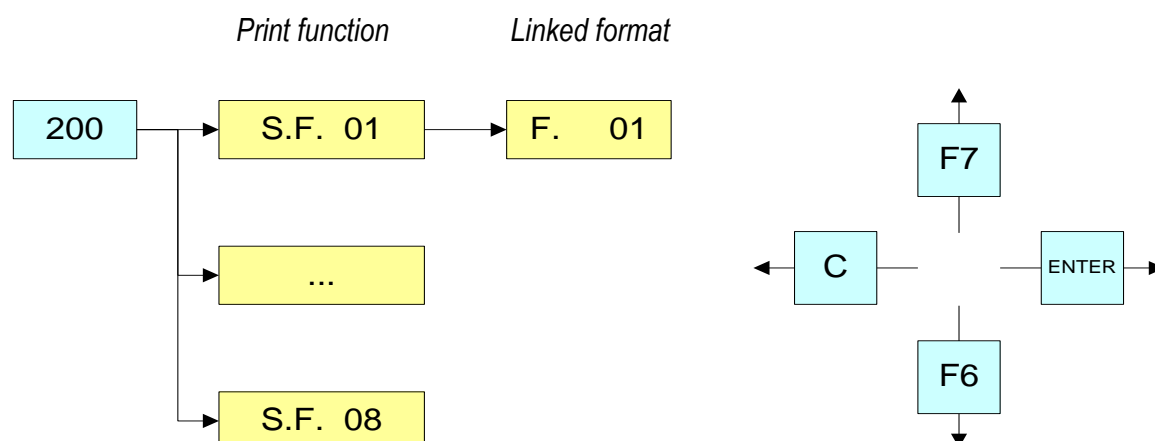 Print function Linked format
200 S.F. 01 F. 01
F7
...
C ENTER
F6
S.F. 08